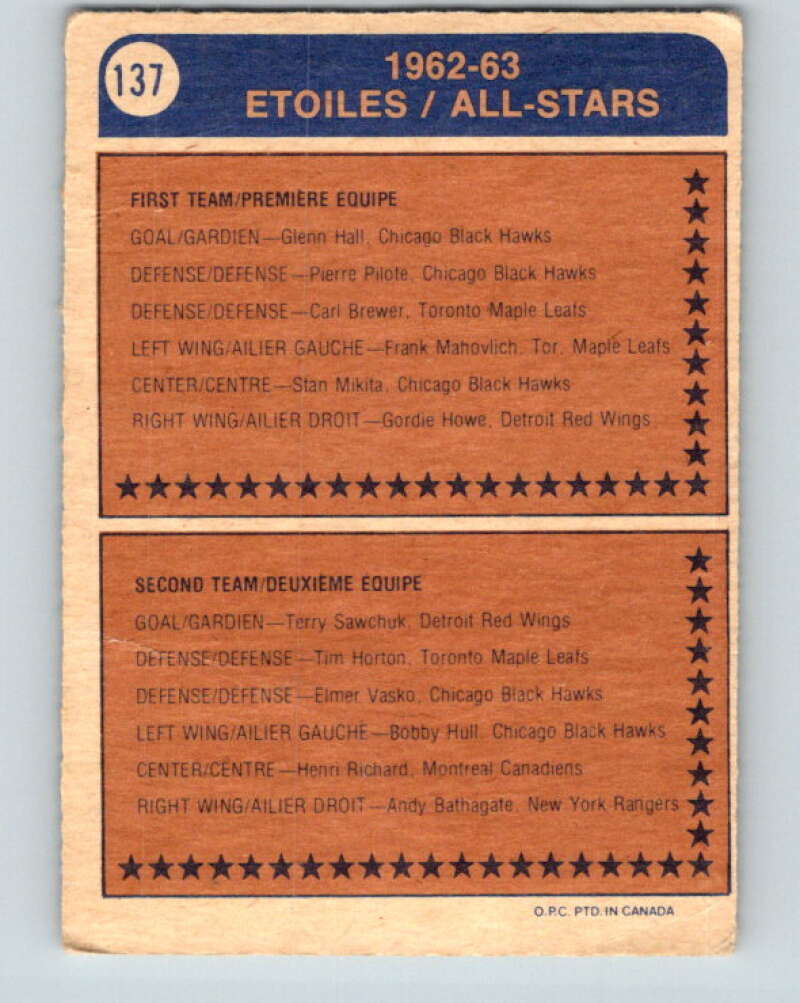 137
1962-63
ETOILES / ALL-STARS
FIRST TEAM/PREMIÈRE EQUIPE
GOAL/GARDIEN—Glenn Hall, Chicago Black Hawks
DEFENSE/DEFENSE—Pierre Pilote, Chicago Black Hawks
DEFENSE/DEFENSE—Carl Brewer, Toronto Maple Leafs
LEFT WING/AILIER GAUCHE—Frank Mahovlich, Tor. Maple Leafs
CENTER/CENTRE—Stan Mikita, Chicago Black Hawks
RIGHT WING/AILIER DROIT—Gordie Howe, Detroit Red Wings
SECOND TEAM/DEUXIÈME EQUIPE
GOAL/GARDIEN—Terry Sawchuk, Detroit Red Wings
DEFENSE/DEFENSE—Tim Horton, Toronto Maple Leafs
DEFENSE/DEFENSE—Elmer Vasko, Chicago Black Hawks
LEFT WING/AILIER GAUCHE—Bobby Hull, Chicago Black Hawks
CENTER/CENTRE—Henri Richard, Montreal Canadiens
RIGHT WING/AILIER DROIT—Andy Bathagate, New York Rangers
O.P.C. PTD. IN CANADA